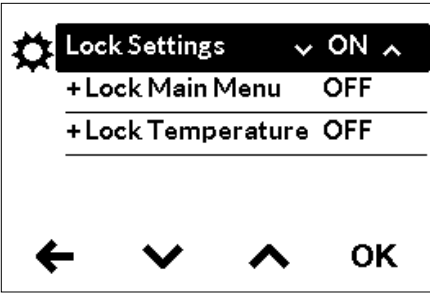 Lock Settings ON
+Lock Main Menu OFF
+Lock Temperature OFF
OK